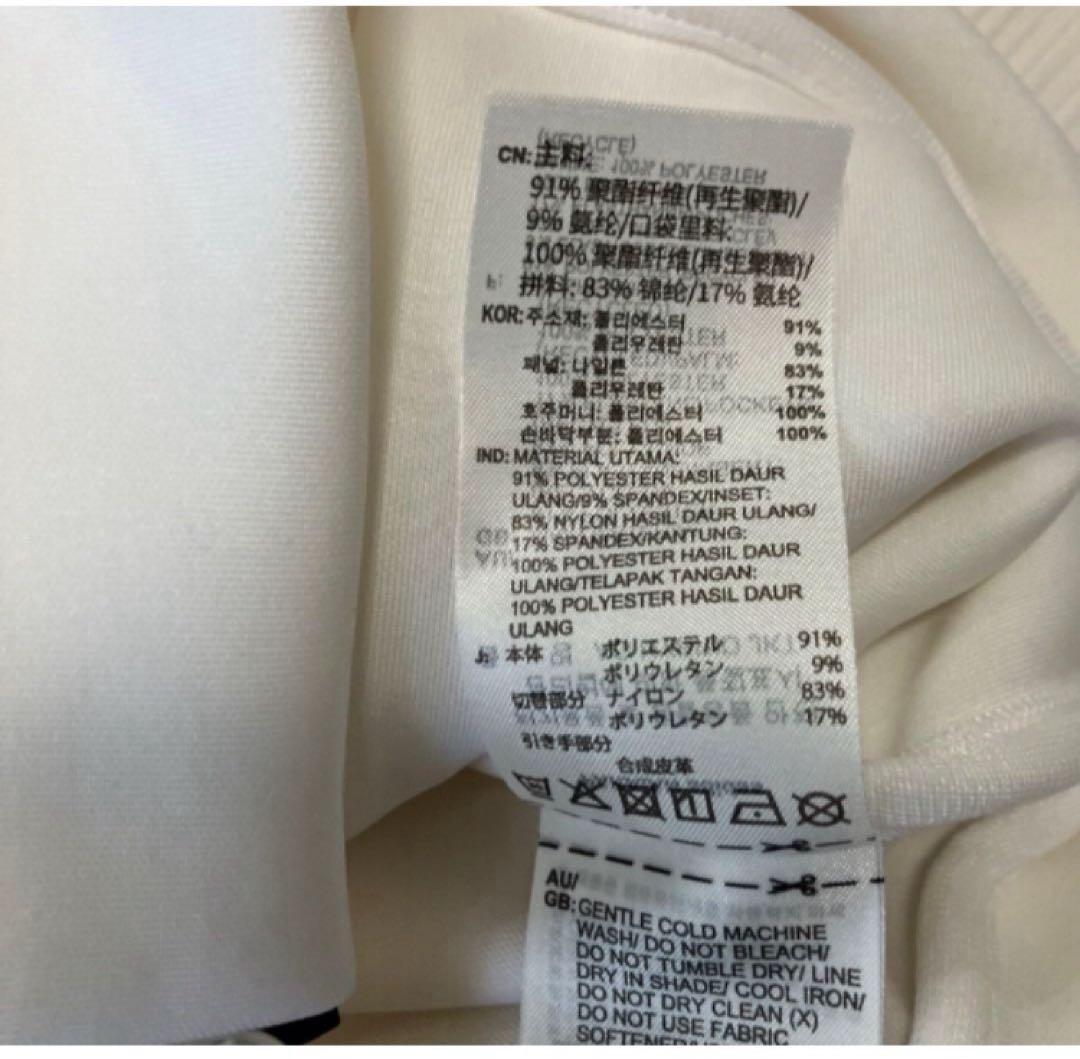 CN: 主料:
91% 聚酯纤维(再生聚酯)/
9% 氨纶/口袋里料:
100% 聚酯纤维(再生聚酯)/
拼料: 83% 锦纶/17% 氨纶
KOR: 주소재: 폴리에스터 91%
폴리우레탄 9%
패널: 나일론 83%
폴리우레탄 17%
호주머니: 폴리에스터 100%
손바닥부분: 폴리에스터 100%
IND: MATERIAL UTAMA:
91% POLYESTER HASIL DAUR
ULANG/9% SPANDEX/INSET:
83% NYLON HASIL DAUR ULANG/
17% SPANDEX/KANTUNG:
100% POLYESTER HASIL DAUR
ULANG/TELAPAK TANGAN:
100% POLYESTER HASIL DAUR
ULANG
J: 本体 ポリエステル 91%
ポリウレタン 9%
切替部分 ナイロン 83%
ポリウレタン 17%
引き手部分
合成皮革
AU/
GB: GENTLE COLD MACHINE
WASH/ DO NOT BLEACH/
DO NOT TUMBLE DRY/ LINE
DRY IN SHADE/ COOL IRON/
DO NOT DRY CLEAN (X)
DO NOT USE FABRIC